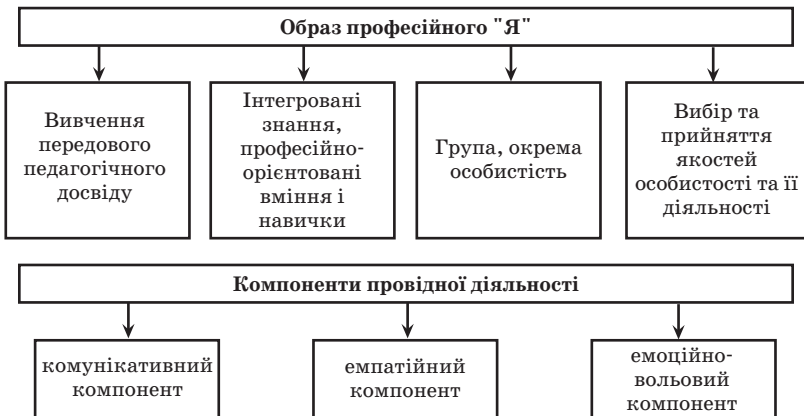 Образ професійного "Я"
Вивчення
передового
педагогічного
досвіду
Інтегровані
знання,
професійно-
орієнтовані
вміння і
навички
Група, окрема
особистість
Вибір та
прийняття
якостей
особистості та її
діяльності
Компоненти провідної діяльності
комунікативний
компонент
емпатійний
компонент
емоційно-
вольовий
компонент